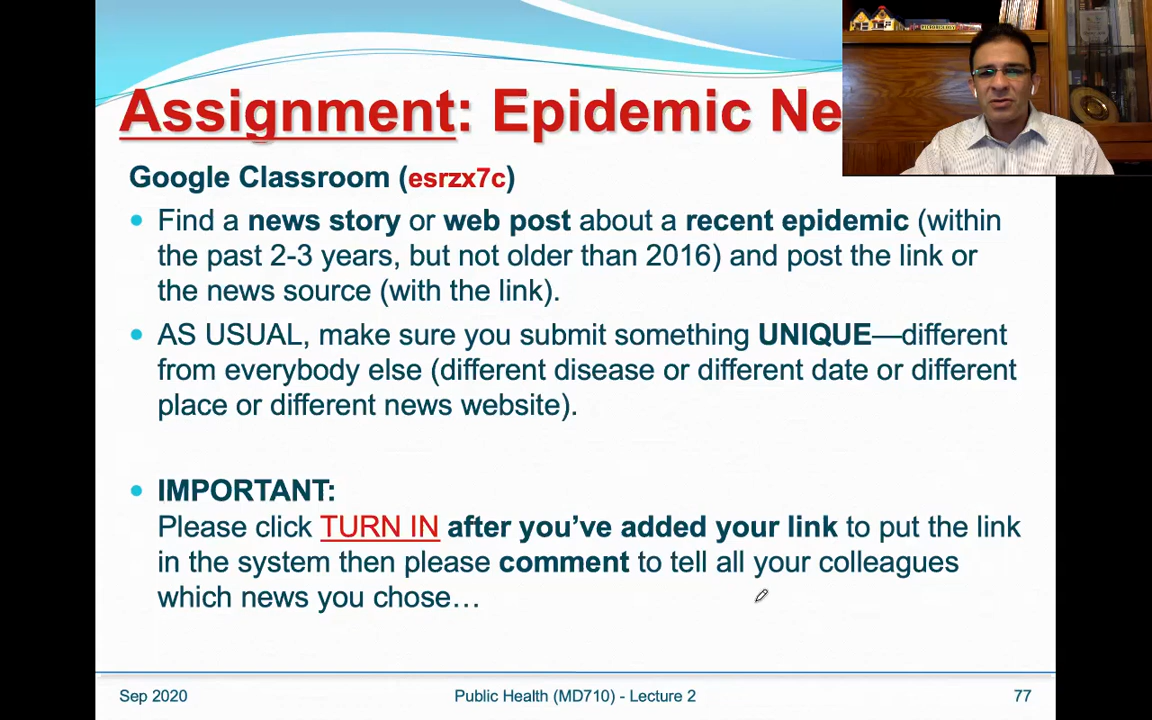 Assignment: Epidemic Ne
Google Classroom (esrzx7c)
• Find a news story or web post about a recent epidemic (within
the past 2-3 years, but not older than 2016) and post the link or
the news source (with the link).
• AS USUAL, make sure you submit something UNIQUE—different
from everybody else (different disease or different date or different
place or different news website).
• IMPORTANT:
Please click TURN IN after you’ve added your link to put the link
in the system then please comment to tell all your colleagues
which news you chose…
Sep 2020
Public Health (MD710) - Lecture 2
77